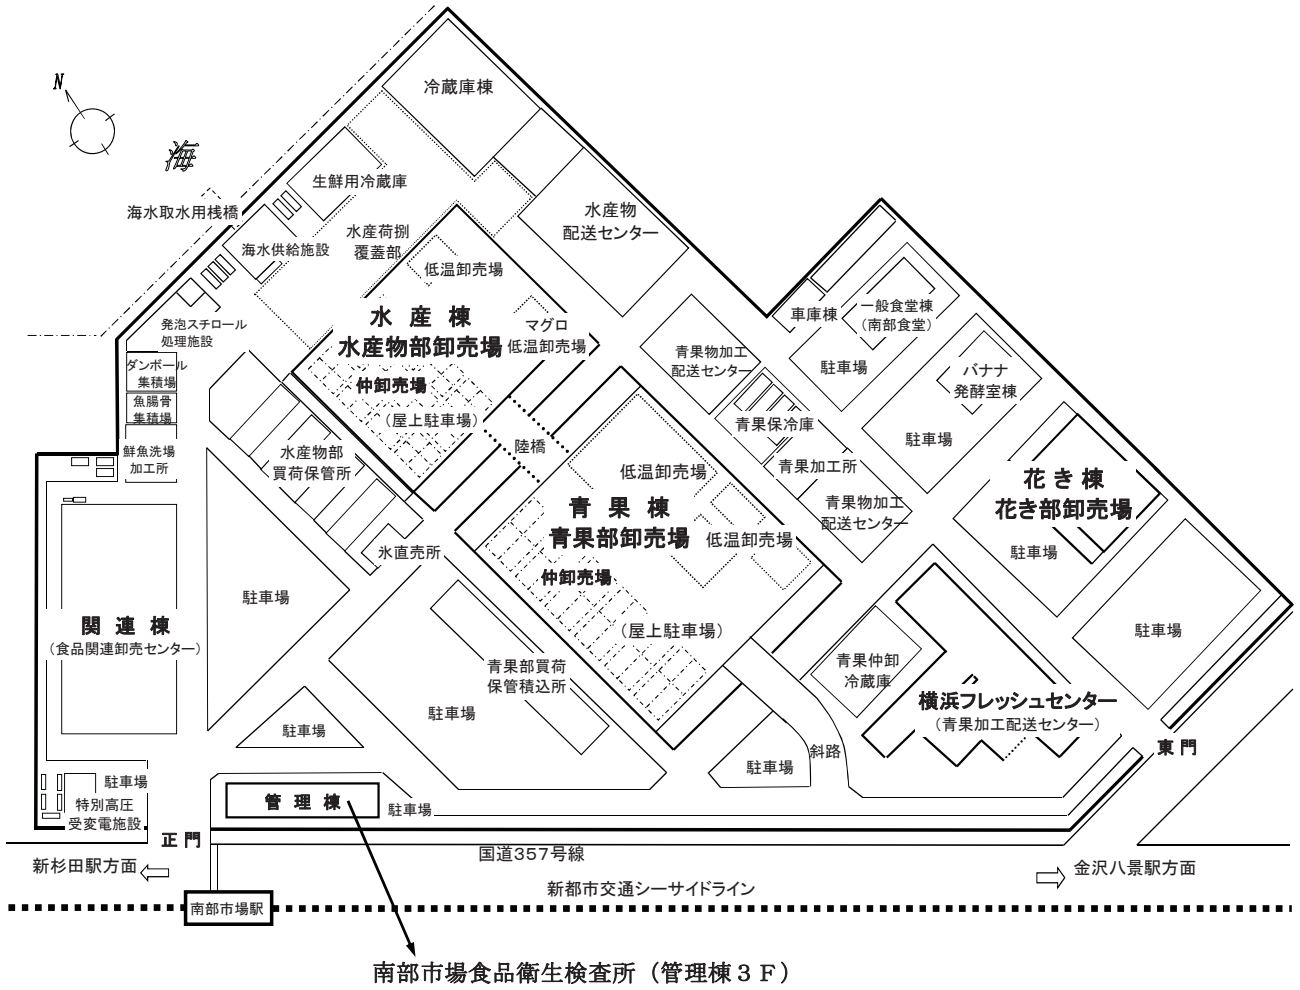 N
海
冷蔵庫棟
生鮮用冷蔵庫
海水取水用桟橋
水産物
配送センター
水産荷捌
覆蓋部
海水供給施設
低温卸売場
車庫棟
一般食堂棟
（南部食堂）
発泡スチロール
処理施設
水 産 棟
水産物部卸売場
マグロ
低温卸売場
青果物加工
配送センター
駐車場
バナナ
発酵室棟
ダンボール
集積場
仲卸売場
魚腸骨
集積場
（屋上駐車場）
青果保冷庫
駐車場
鮮魚洗場
加工所
水産物部
買荷保管所
陸橋
低温卸売場
青果加工所
花 き 棟
花き部卸売場
青 果 棟
青果部卸売場
青果物加工
配送センター
低温卸売場
氷直売所
駐車場
仲卸売場
駐車場
関 連 棟
（食品関連卸売センター）
（屋上駐車場）
駐車場
青果部買荷
保管積込所
青果仲卸
冷蔵庫
横浜フレッシュセンター
（青果加工配送センター）
駐車場
駐車場
斜路
東 門
駐車場
駐車場
特別高圧
受変電施設
管 理 棟
駐車場
正 門
国道357号線
新杉田駅方面
金沢八景駅方面
新都市交通シーサイドライン
南部市場駅
南部市場食品衛生検査所（管理棟３Ｆ）